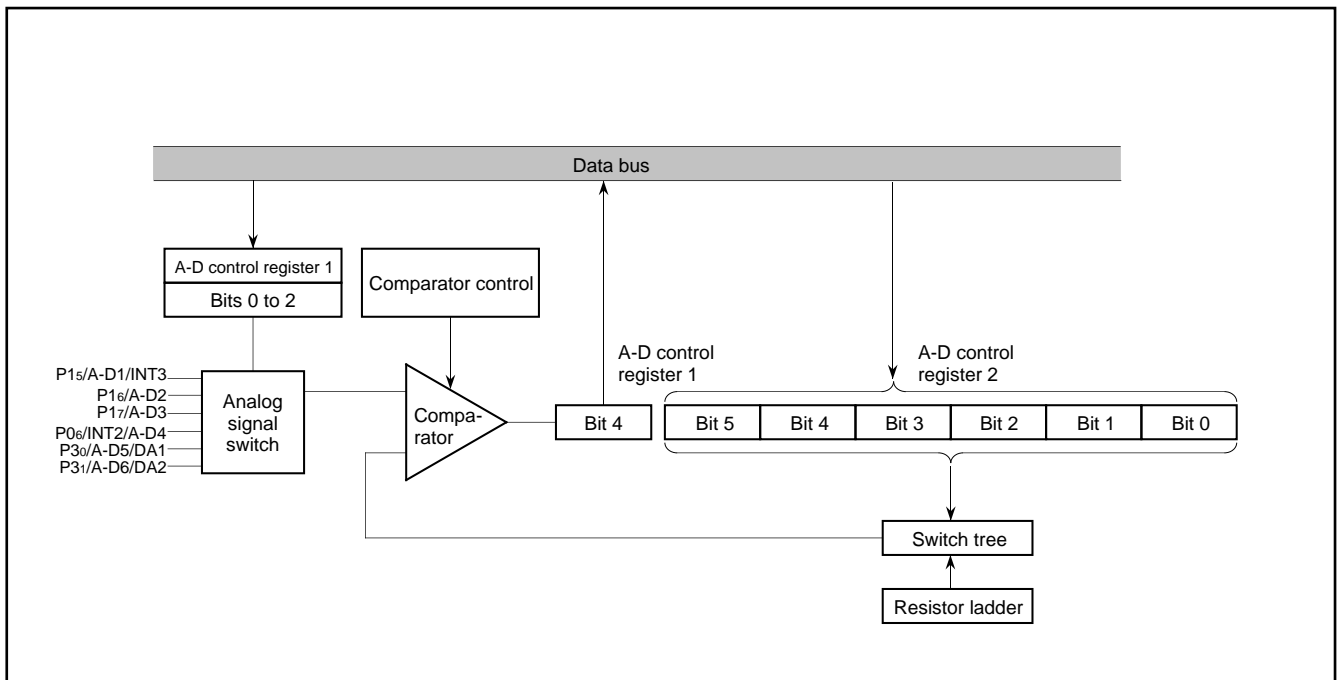 Data bus
A-D control register 1
Bits 0 to 2
Comparator control
A-D control
register 1
A-D control
register 2
P15/A-D1/INT3
P16/A-D2
P17/A-D3
P06/INT2/A-D4
P30/A-D5/DA1
P31/A-D6/DA2
Analog
signal
switch
Compa-
rator
Bit 4
Bit 5
Bit 4
Bit 3
Bit 2
Bit 1
Bit 0
Switch tree
Resistor ladder